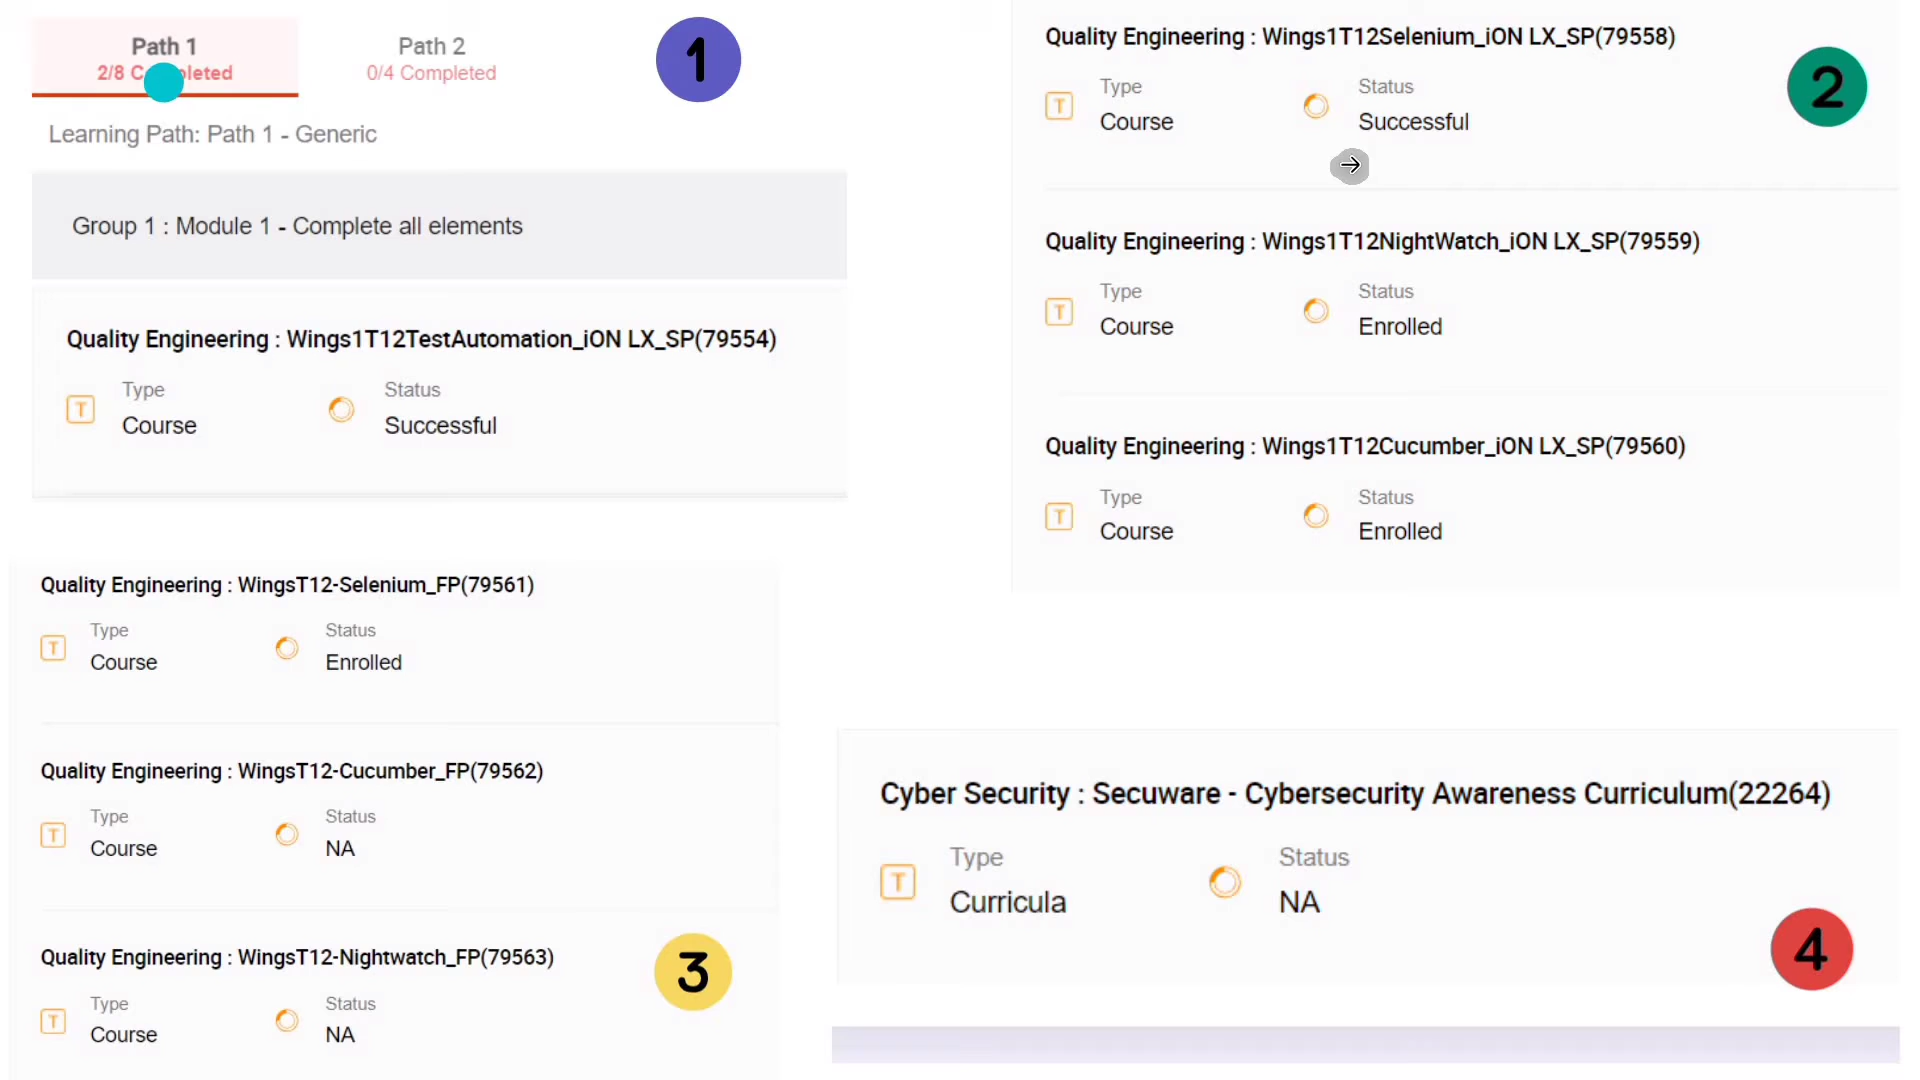 Path 1
2/8 Completed
Path 2
0/4 Completed
1
Learning Path: Path 1 - Generic
Group 1 : Module 1 - Complete all elements
Quality Engineering : Wings1T12TestAutomation_iON LX_SP(79554)
T
Type
Course
Status
Successful
Quality Engineering : Wings1T12Selenium_iON LX_SP(79558)
T
Type
Course
Status
Successful
2
Quality Engineering : Wings1T12NightWatch_iON LX_SP(79559)
T
Type
Course
Status
Enrolled
Quality Engineering : Wings1T12Cucumber_iON LX_SP(79560)
T
Type
Course
Status
Enrolled
Quality Engineering : WingsT12-Selenium_FP(79561)
T
Type
Course
Status
Enrolled
Quality Engineering : WingsT12-Cucumber_FP(79562)
T
Type
Course
Status
NA
Quality Engineering : WingsT12-Nightwatch_FP(79563)
T
Type
Course
Status
NA
3
Cyber Security : Secuware - Cybersecurity Awareness Curriculum(22264)
T
Type
Curricula
Status
NA
4